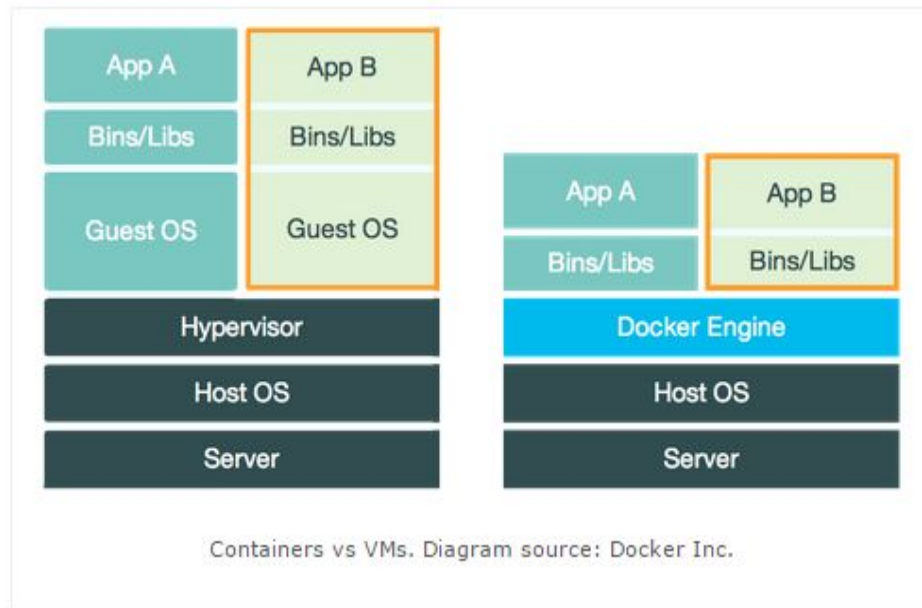 App A
App B
Bins/Libs
Bins/Libs
Guest OS
Guest OS
Hypervisor
Host OS
Server
App A
App B
Bins/Libs
Bins/Libs
Docker Engine
Host OS
Server
Containers vs VMs. Diagram source: Docker Inc.